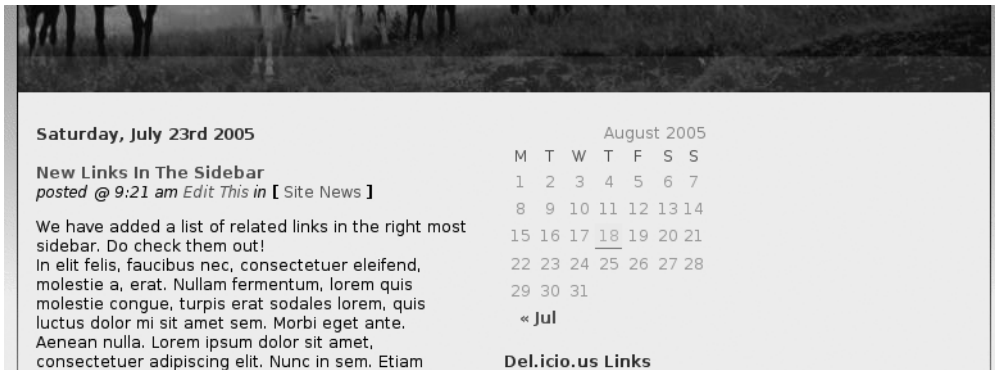 Saturday, July 23rd 2005
New Links In The Sidebar
posted @ 9:21 am Edit This in [ Site News ]
We have added a list of related links in the right most
sidebar. Do check them out!
In elit felis, faucibus nec, consectetuer eleifend,
molestie a, erat. Nullam fermentum, lorem quis
molestie congue, turpis erat sodales lorem, quis
luctus dolor mi sit amet sem. Morbi eget ante.
Aenean nulla. Lorem ipsum dolor sit amet,
consectetuer adipiscing elit. Nunc in sem. Etiam
August 2005
M T W T F S S
1 2 3 4 5 6 7
8 9 10 11 12 13 14
15 16 17 18 19 20 21
22 23 24 25 26 27 28
29 30 31
« Jul
Del.icio.us Links